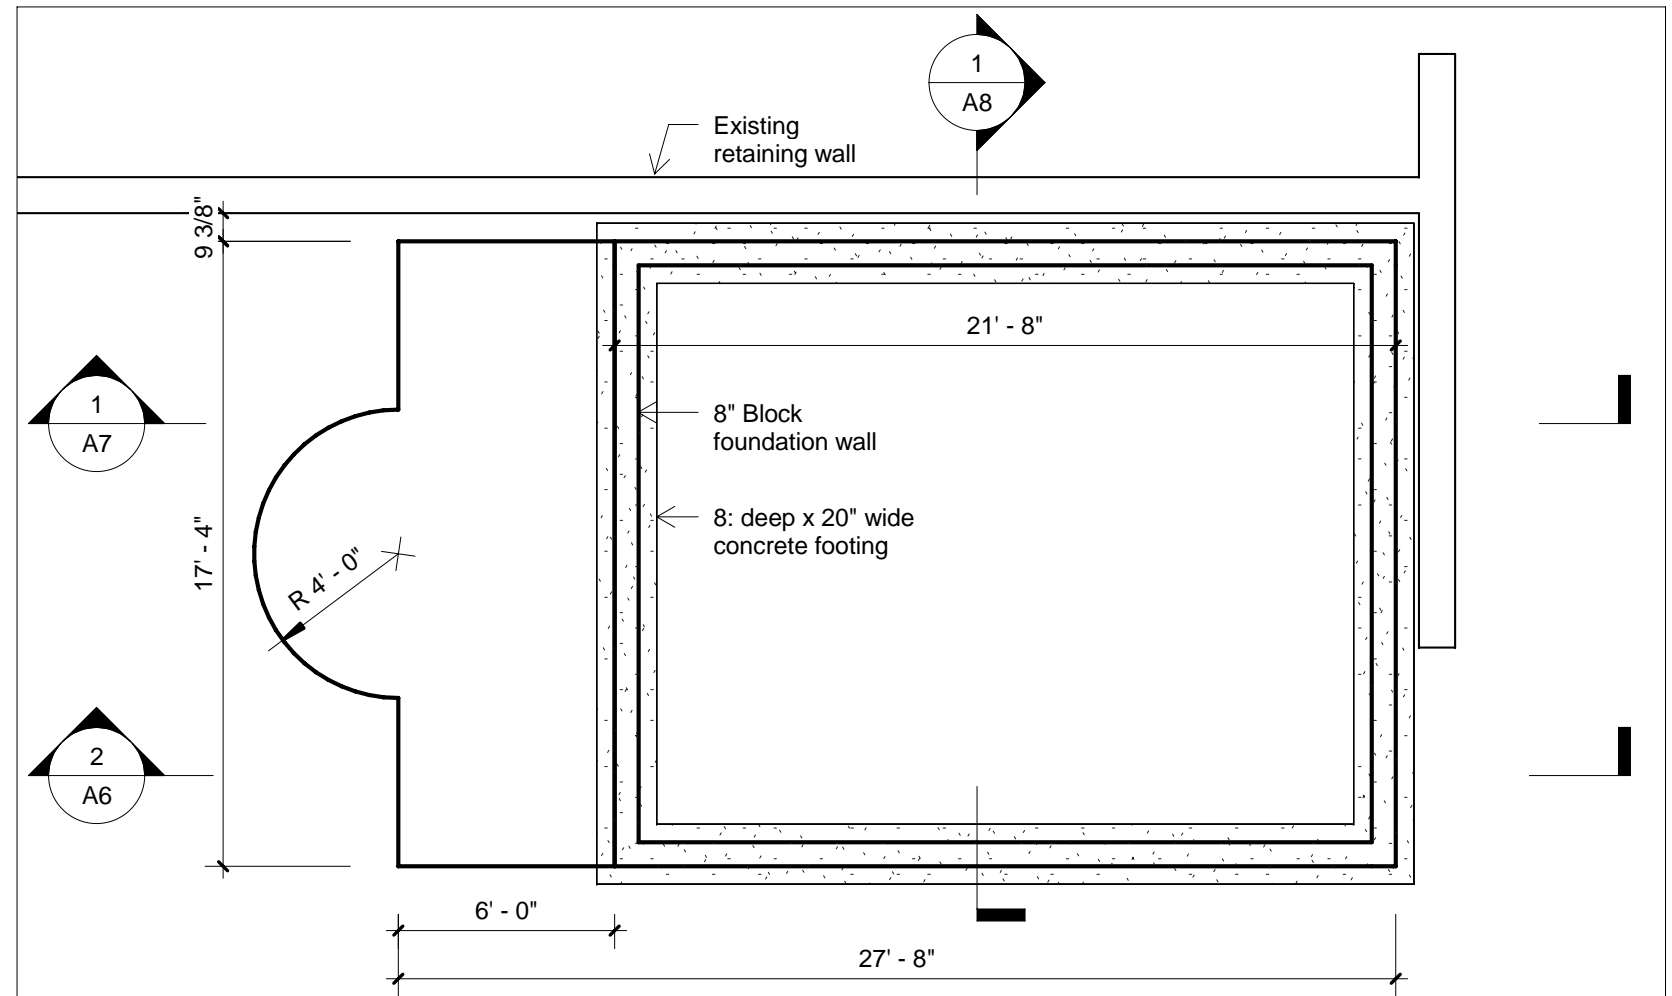 1
A8
Existing
retaining wall
9 3/8"
21' - 8"
1
A7
8" Block
foundation wall
8: deep x 20" wide
concrete footing
17' - 4"
R 4' - 0"
2
A6
6' - 0"
27' - 8"